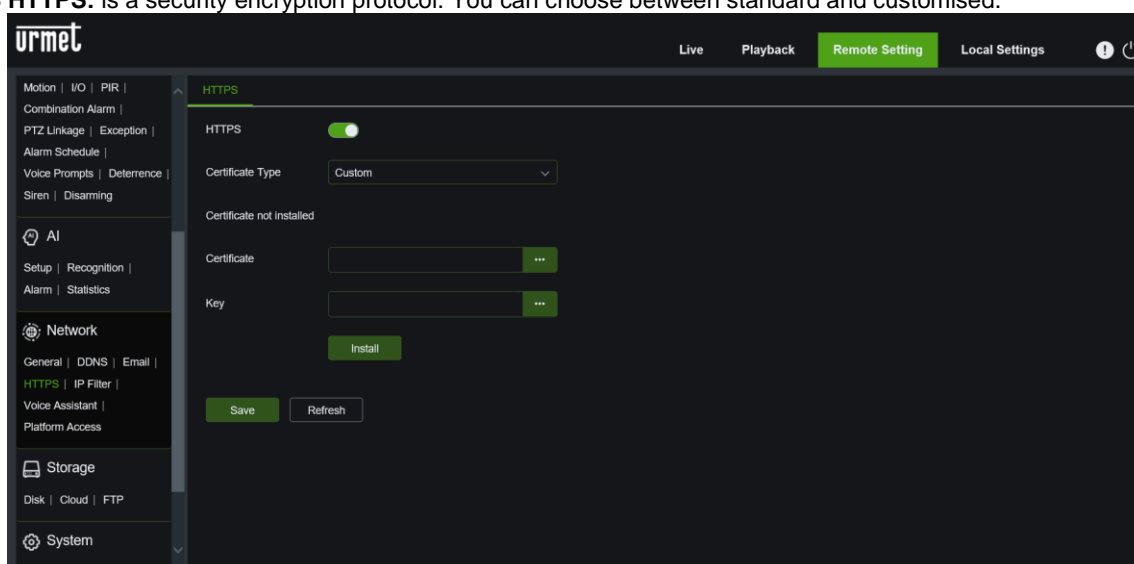 HTTPS: is a security encryption protocol. You can choose between standard and customised.
urmet
Live Playback Remote Setting Local Settings
Motion | I/O | PIR |
Combination Alarm |
PTZ Linkage | Exception |
Alarm Schedule |
Voice Prompts | Deterrence |
Siren | Disarming
AI
Setup | Recognition |
Alarm | Statistics
Network
General | DDNS | Email |
HTTPS | IP Filter |
Voice Assistant |
Platform Access
Storage
Disk | Cloud | FTP
System
HTTPS
HTTPS
Certificate Type Custom
Certificate not installed
Certificate ...
Key ...
Install
Save Refresh